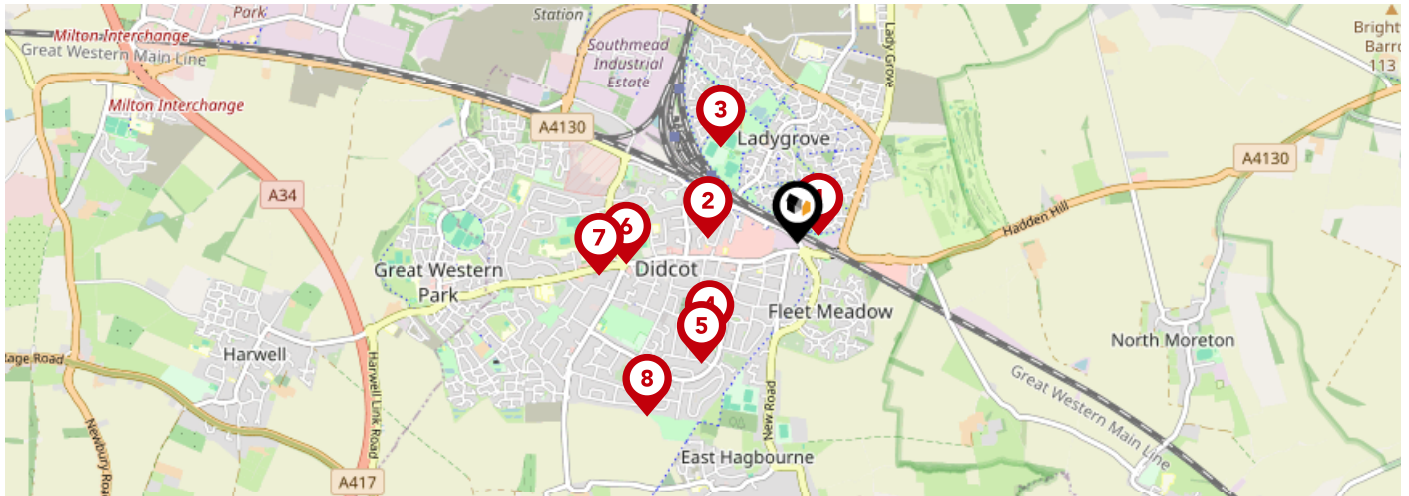 Park
Station
Milton Interchange
Great Western Main Line
Southmead
Industrial
Estate
Lady Grove
Bright
Barro
113
Milton Interchange
3
A4130
Ladygrove
A4130
A34
2
1
6
7
Hadden Hill
Great Western
Park
Didcot
4
5
Fleet Meadow
Harwell
tage Road
North Moreton
8
Harwell Link Road
New Road
Great Western Main Line
Newbury Road
East Hagbourne
A417